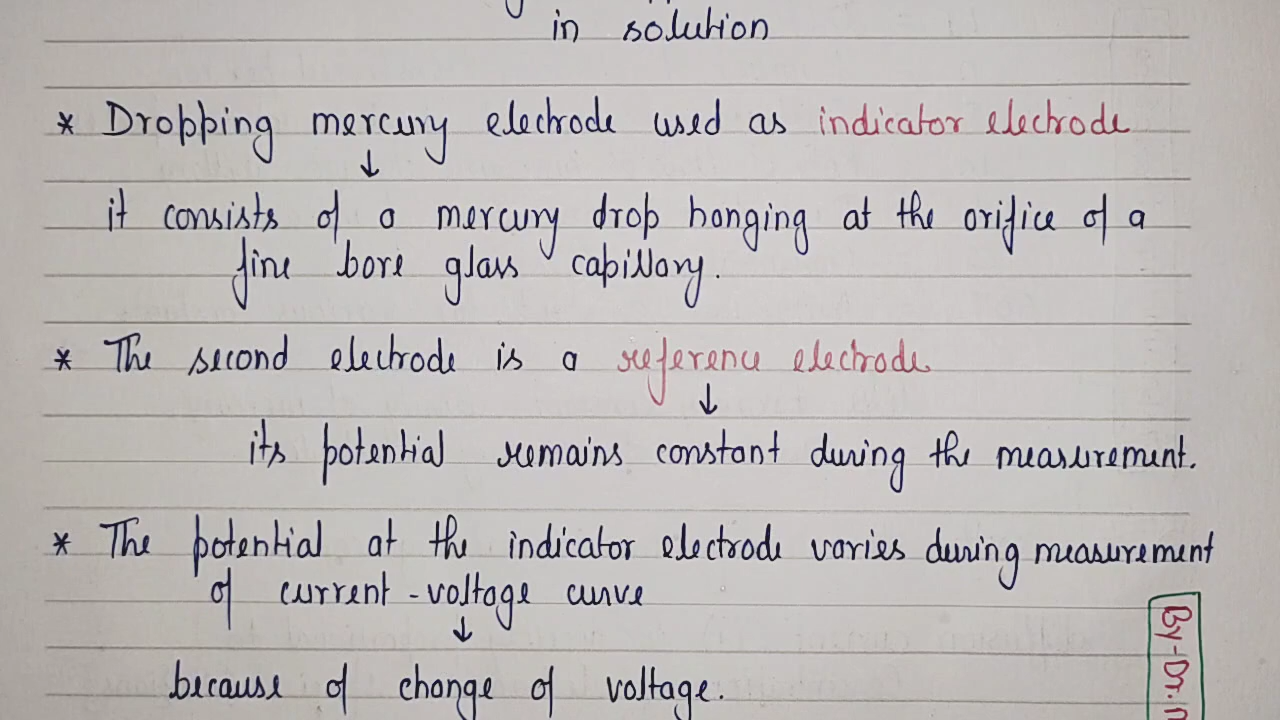 in solution
* Dropping mercury electrode used as indicator electrode
↓
it consists of a mercury drop hanging at the orifice of a
fine bore glass capillary.
* The second electrode is a reference electrode
↓
its potential remains constant during the measurement.
* The potential at the indicator electrode varies during measurement
of current - voltage curve
↓
because of change of voltage.
By-Dr.